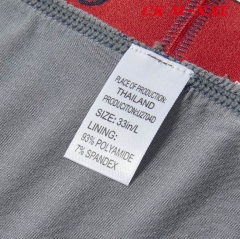 PLACE OF PRODUCTION:
THAILAND
SIZE: 33in/L
LINING:
93% POLYAMIDE
7% SPANDEX